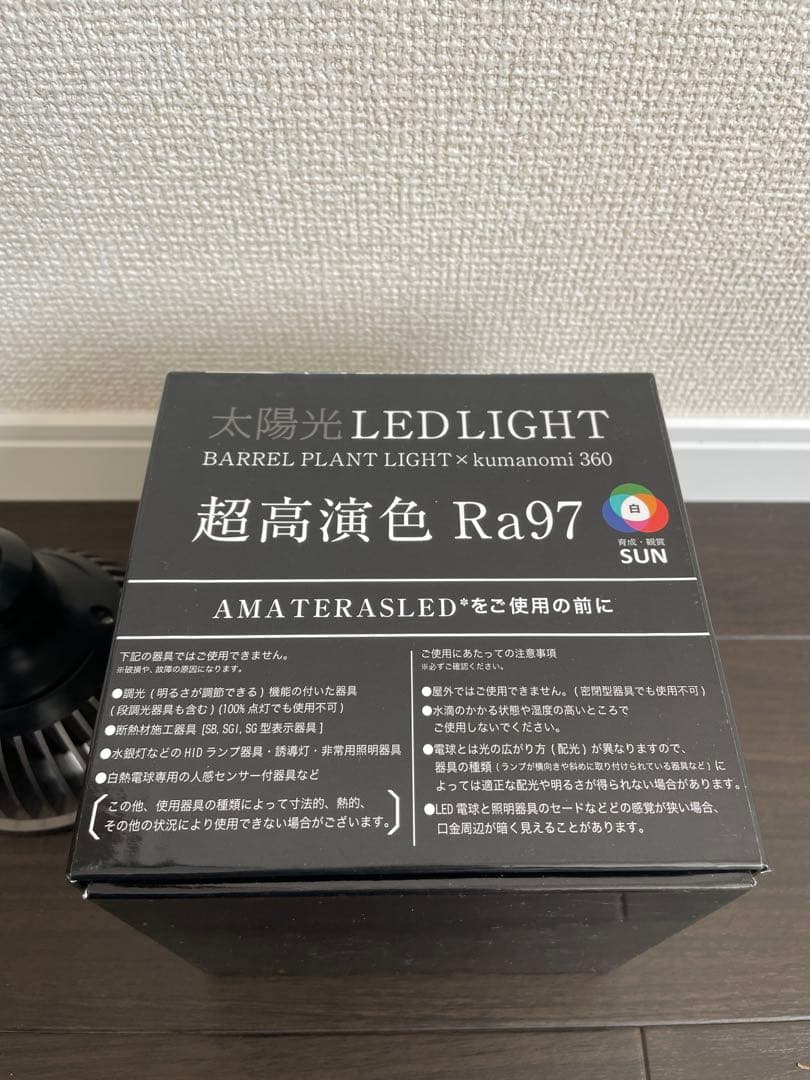 太陽光 LED LIGHT
BARREL PLANT LIGHT × kumanomi 360
超高演色 Ra97
白
育成・観賞
SUN
AMATERASLED*をご使用の前に
下記の器具ではご使用できません。
※破損や、故障の原因になります。
●調光(明るさが調節できる)機能の付いた器具
(段調光器具も含む)(100%点灯でも使用不可)
●断熱材施工器具[SB, SGI, SG型表示器具]
●水銀灯などのHIDランプ器具・誘導灯・非常用照明器具
●白熱電球専用の人感センサー付器具など
[この他、使用器具の種類によって寸法的、熱的、
その他の状況により使用できない場合がございます。]
ご使用にあたっての注意事項
※必ずご確認ください。
●屋外ではご使用できません。(密閉型器具でも使用不可)
●水滴のかかる状態や湿度の高いところで
ご使用しないでください。
●電球とは光の広がり方(配光)が異なりますので、
器具の種類(ランプが横向きや斜めに取り付けられている器具など)に
よっては適正な配光や明るさが得られない場合があります。
●LED電球と照明器具のセードなどどの感覚が狭い場合、
口金周辺が暗く見えることがあります。